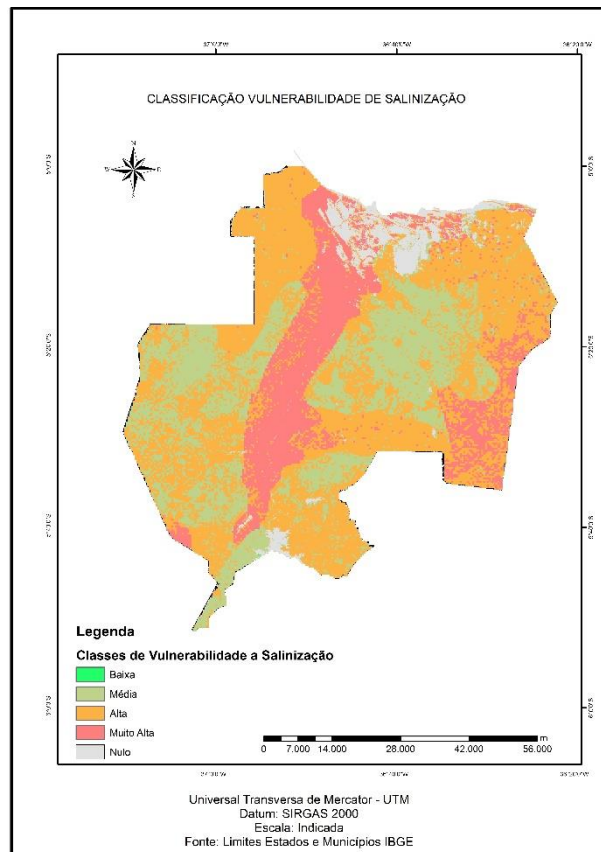 CLASSIFICAÇÃO VULNERABILIDADE DE SALINIZAÇÃO
N
W
S
Legenda
Classes de Vulnerabilidade a Salinização
Baixa
Média
Alta
Muito Alta
Nulo
m
0 7.000 14.000 28.000 42.000 56.000
Universal Transversa de Mercator - UTM
Datum: SIRGAS 2000
Escala: Indicada
Fonte: Limites Estados e Municípios IBGE